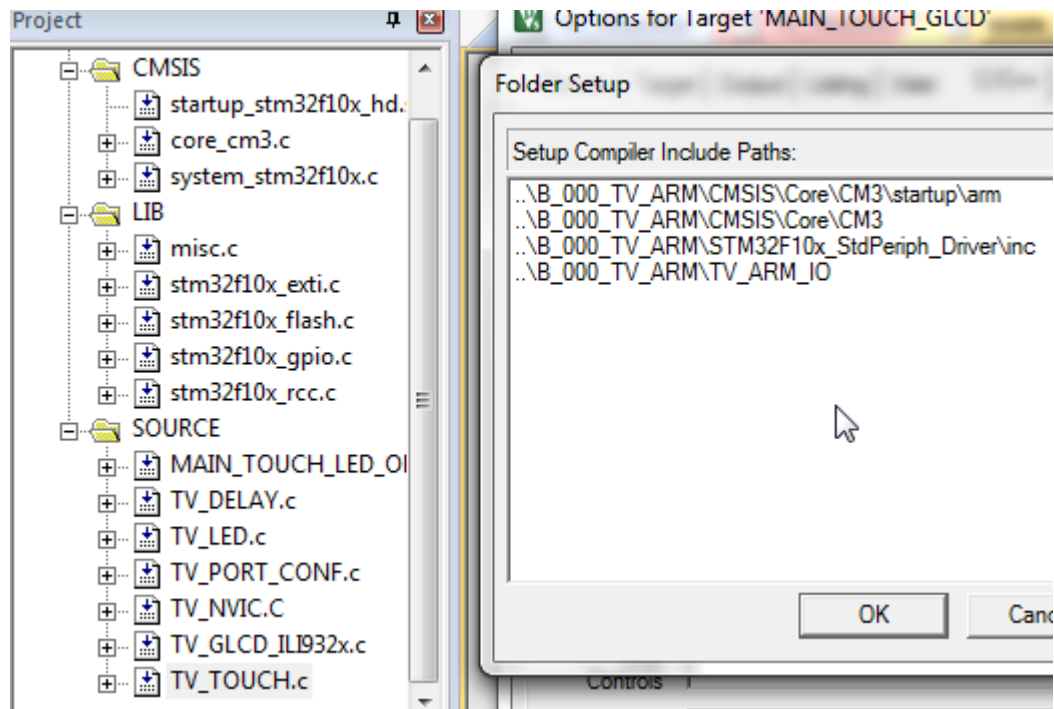 Project
CMSIS
startup_stm32f10x_hd.
core_cm3.c
system_stm32f10x.c
LIB
misc.c
stm32f10x_exti.c
stm32f10x_flash.c
stm32f10x_gpio.c
stm32f10x_rcc.c
SOURCE
MAIN_TOUCH_LED_O
TV_DELAY.c
TV_LED.c
TV_PORT_CONF.c
TV_NVIC.C
TV_GLCD_ILI932x.c
TV_TOUCH.c
Options for Target 'MAIN_TOUCH_GLCD'
Folder Setup
Setup Compiler Include Paths:
..\B_000_TV_ARM\CMSIS\Core\CM3\startup\arm
..\B_000_TV_ARM\CMSIS\Core\CM3
..\B_000_TV_ARM\STM32F10x_StdPeriph_Driver\inc
..\B_000_TV_ARM\TV_ARM_IO
OK
Canc
Controls